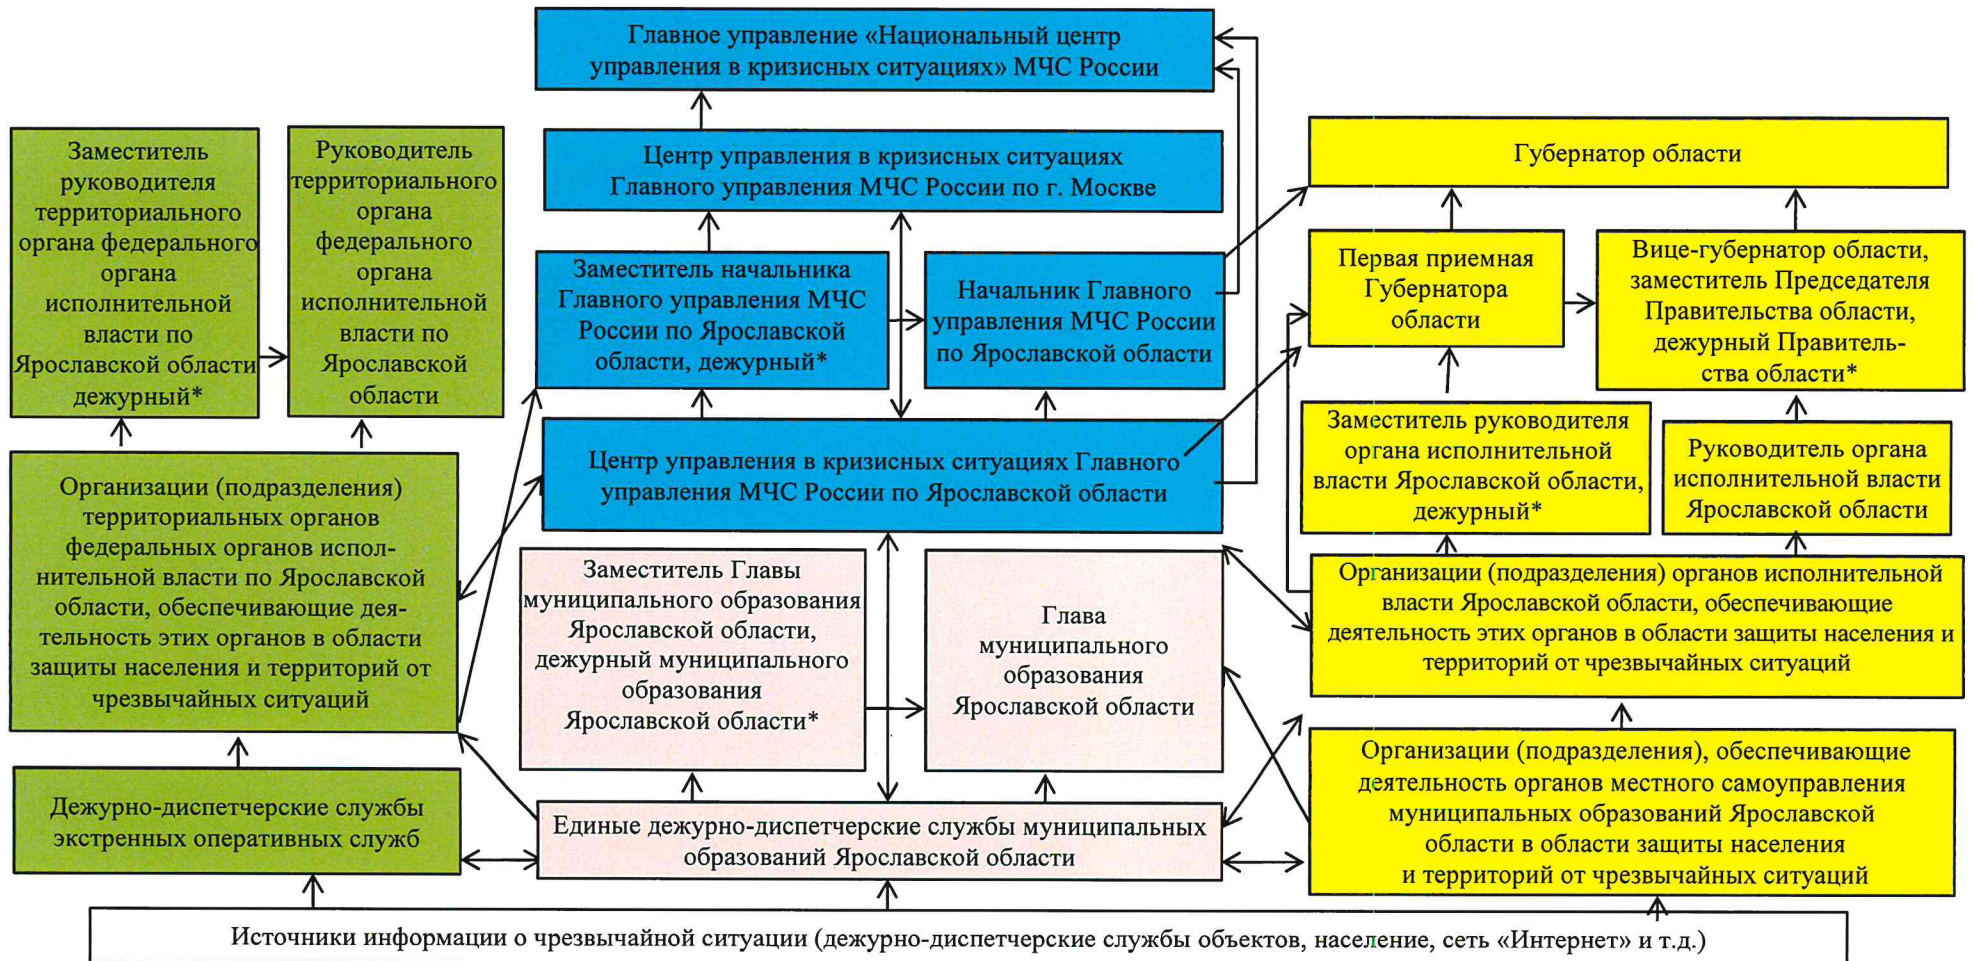 Главное управление «Национальный центр
управления в кризисных ситуациях» МЧС России
Заместитель
руководителя
территориального
органа федерального
органа
исполнительной
власти по
Ярославской области
дежурный*
Руководитель
территориального
органа
федерального
органа
исполнительной
власти по
Ярославской
области
Центр управления в кризисных ситуациях
Главного управления МЧС России по г. Москве
Губернатор области
Заместитель начальника
Главного управления МЧС
России по Ярославской
области, дежурный*
Начальник Главного
управления МЧС России
по Ярославской области
Первая приемная
Губернатора
области
Вице-губернатор области,
заместитель Председателя
Правительства области,
дежурный Правитель-
ства области*
Центр управления в кризисных ситуациях Главного
управления МЧС России по Ярославской области
Заместитель руководителя
органа исполнительной
власти Ярославской области,
дежурный*
Руководитель органа
исполнительной власти
Ярославской области
Организации (подразделения)
территориальных органов
федеральных органов испол-
нительной власти по Ярославской
области, обеспечивающие дея-
тельность этих органов в области
защиты населения и территорий от
чрезвычайных ситуаций
Заместитель Главы
муниципального образования
Ярославской области,
дежурный муниципального
образования
Ярославской области*
Глава
муниципального
образования
Ярославской области
Организации (подразделения) органов исполнительной
власти Ярославской области, обеспечивающие
деятельность этих органов в области защиты населения и
территорий от чрезвычайных ситуаций
Дежурно-диспетчерские службы
экстренных оперативных служб
Единые дежурно-диспетчерские службы муниципальных
образований Ярославской области
Организации (подразделения), обеспечивающие
деятельность органов местного самоуправления
муниципальных образований Ярославской
области в области защиты населения
и территорий от чрезвычайных ситуаций
Источники информации о чрезвычайной ситуации (дежурно-диспетчерские службы объектов, население, сеть «Интернет» и т.д.)